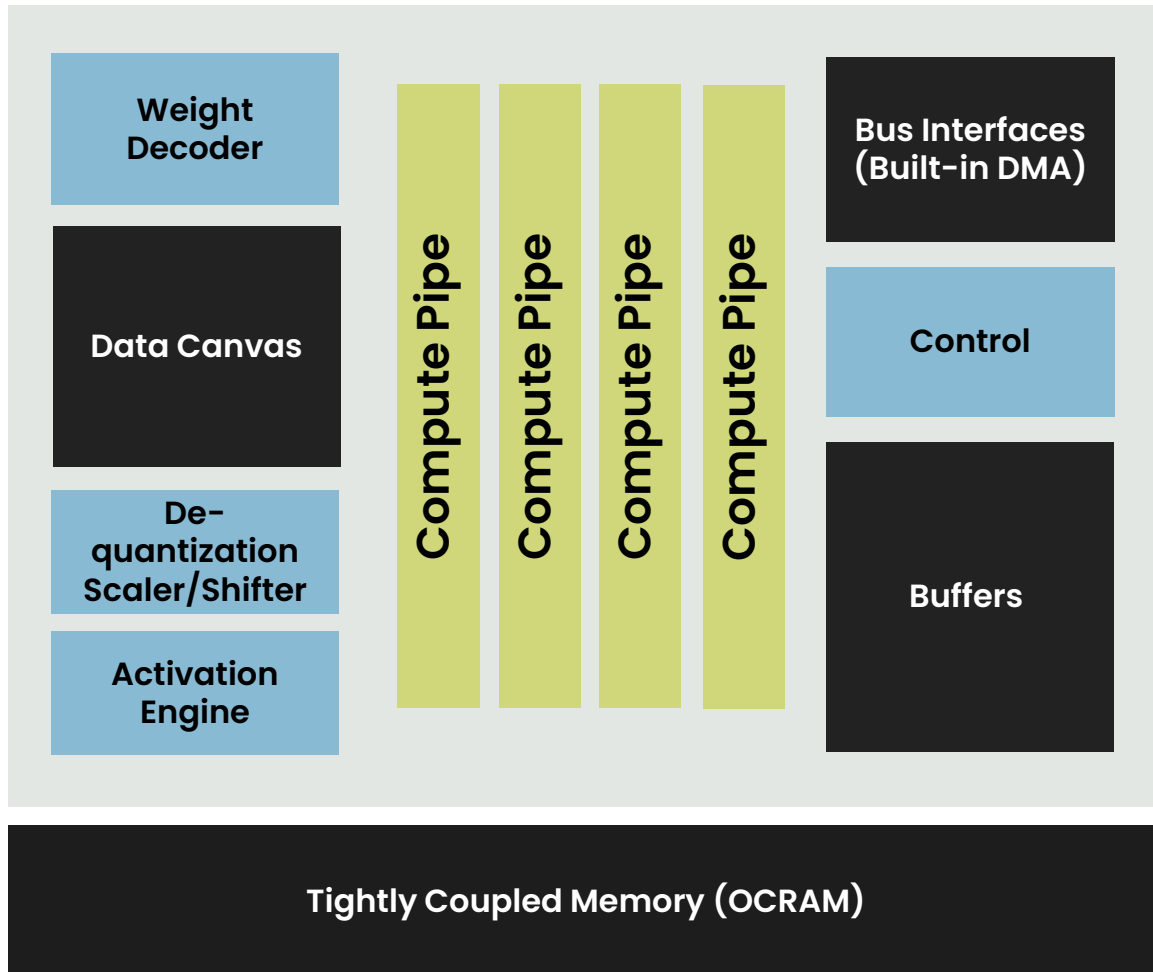 Weight
Decoder
Data Canvas
De-
quantization
Scaler/Shifter
Activation
Engine
Compute Pipe
Compute Pipe
Compute Pipe
Compute Pipe
Bus Interfaces
(Built-in DMA)
Control
Buffers
Tightly Coupled Memory (OCRAM)